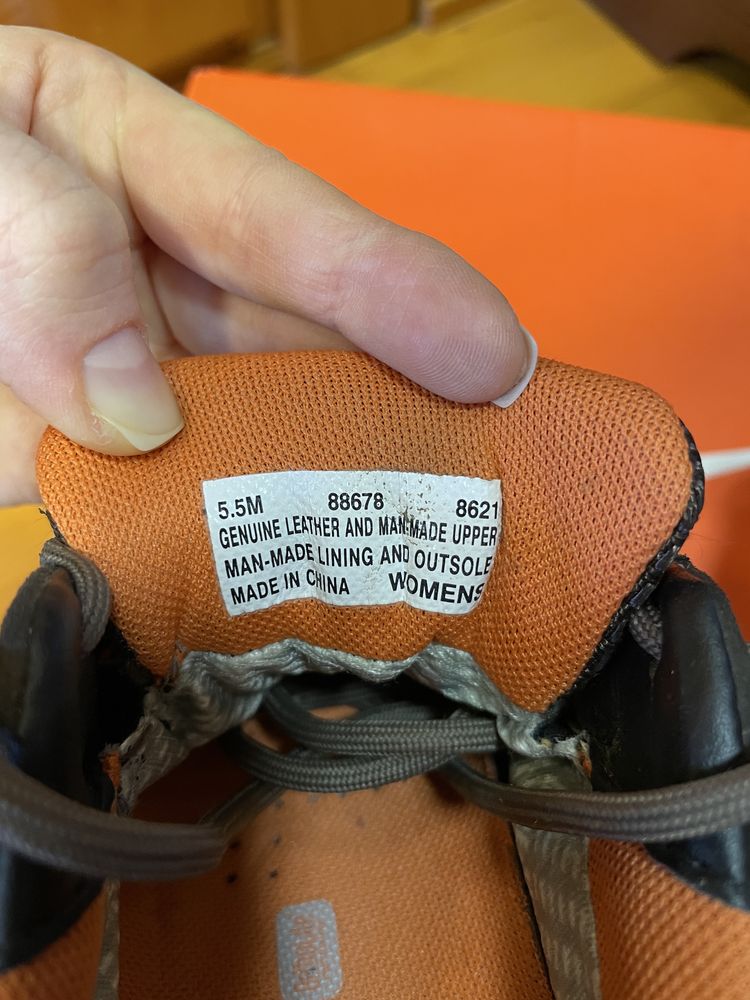 5.5M 88678 8621
GENUINE LEATHER AND MAN-MADE UPPER
MAN-MADE LINING AND OUTSOLE
MADE IN CHINA WOMENS